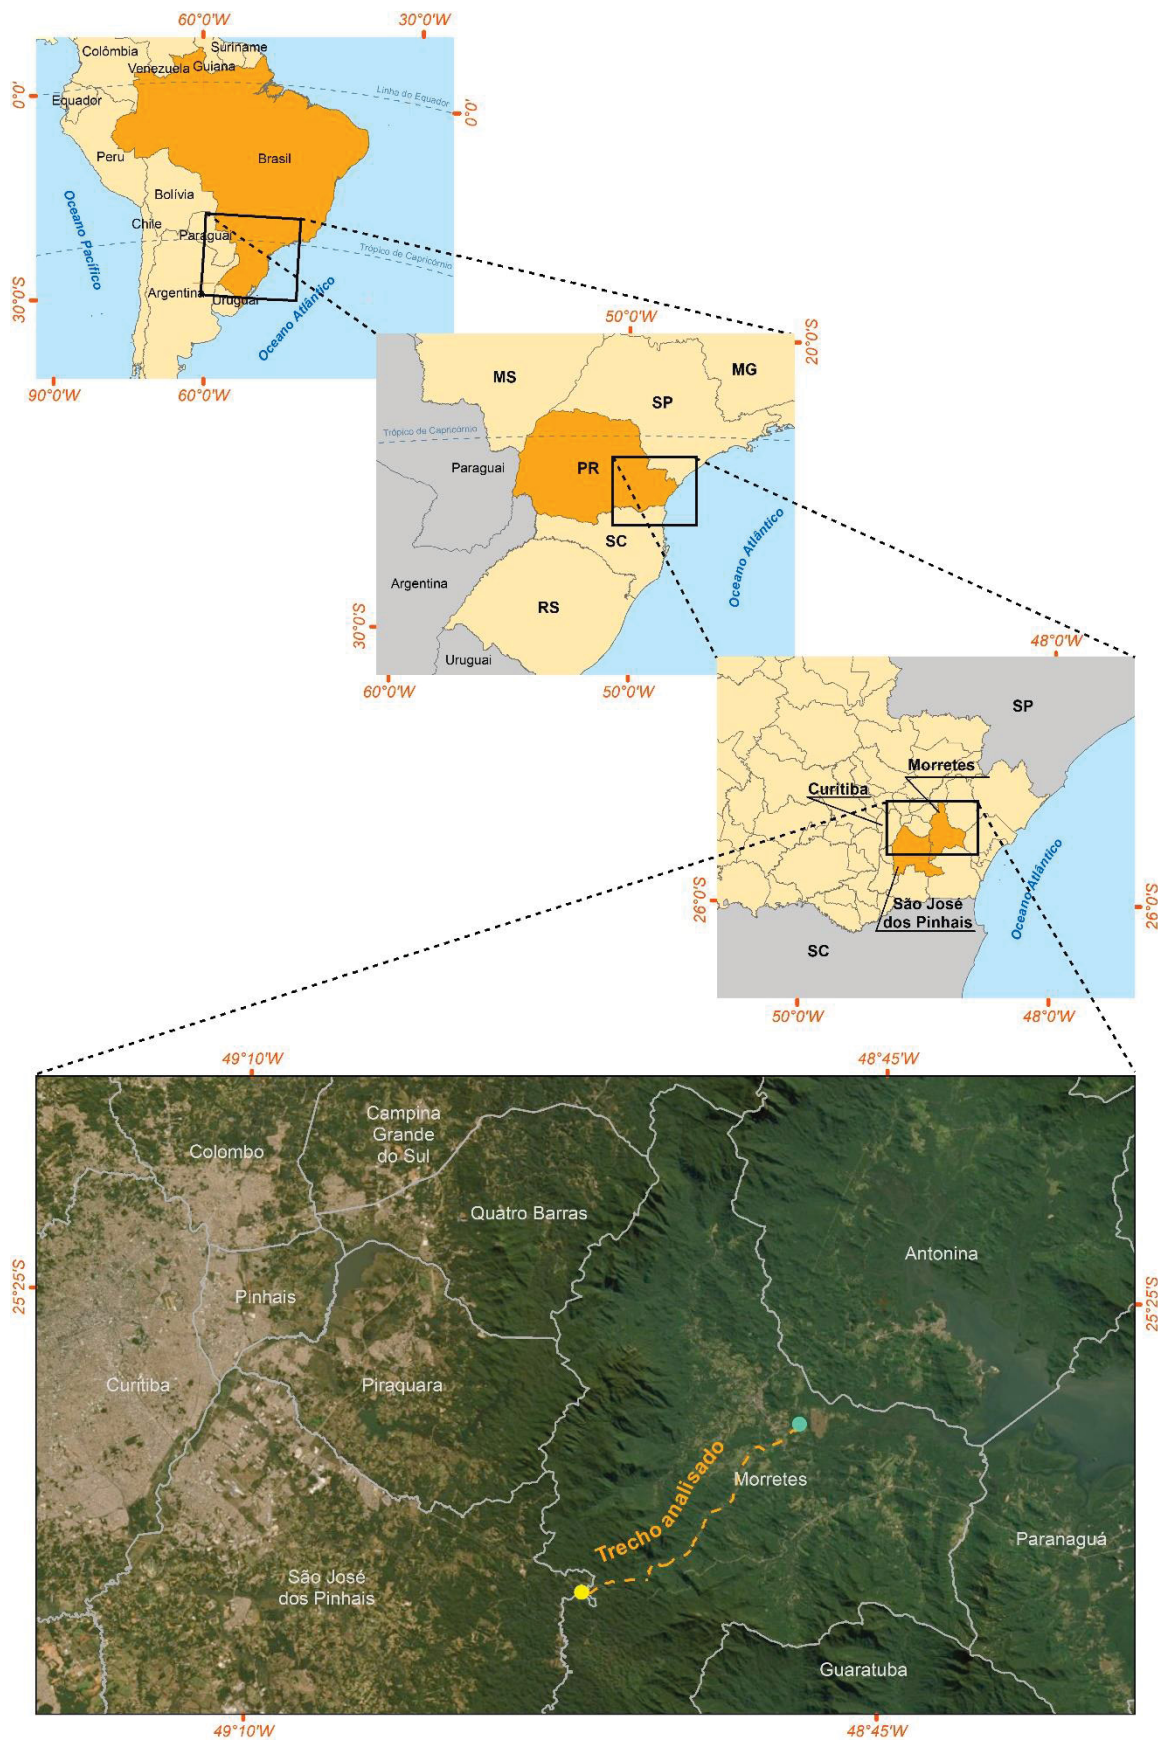 60°0'W
30°0'W
Colômbia
Suriname
Venezuela
Guiana
0°0'
Equador
Linha do Equador
0°0'
Peru
Brasil
Bolívia
Oceano Pacífico
Chile
Paraguai
Trópico de Capricórnio
Argentina
Uruguai
30°0'S
Oceano Atlântico
90°0'W
60°0'W
50°0'W
20°0'S
MS
MG
SP
Trópico de Capricórnio
Paraguai
PR
SC
Oceano Atlântico
Argentina
RS
30°0'S
Uruguai
60°0'W
50°0'W
48°0'W
SP
Morretes
Curitiba
Oceano Atlântico
26°0'S
São José
dos Pinhais
26°0'S
SC
50°0'W
48°0'W
49°10'W
48°45'W
Campina
Grande
do Sul
Colombo
Quatro Barras
Antonina
25°25'S
Pinhais
25°25'S
Curitiba
Piraquara
Trecho analisado
Morretes
Paranaguá
São José
dos Pinhais
Guaratuba
49°10'W
48°45'W